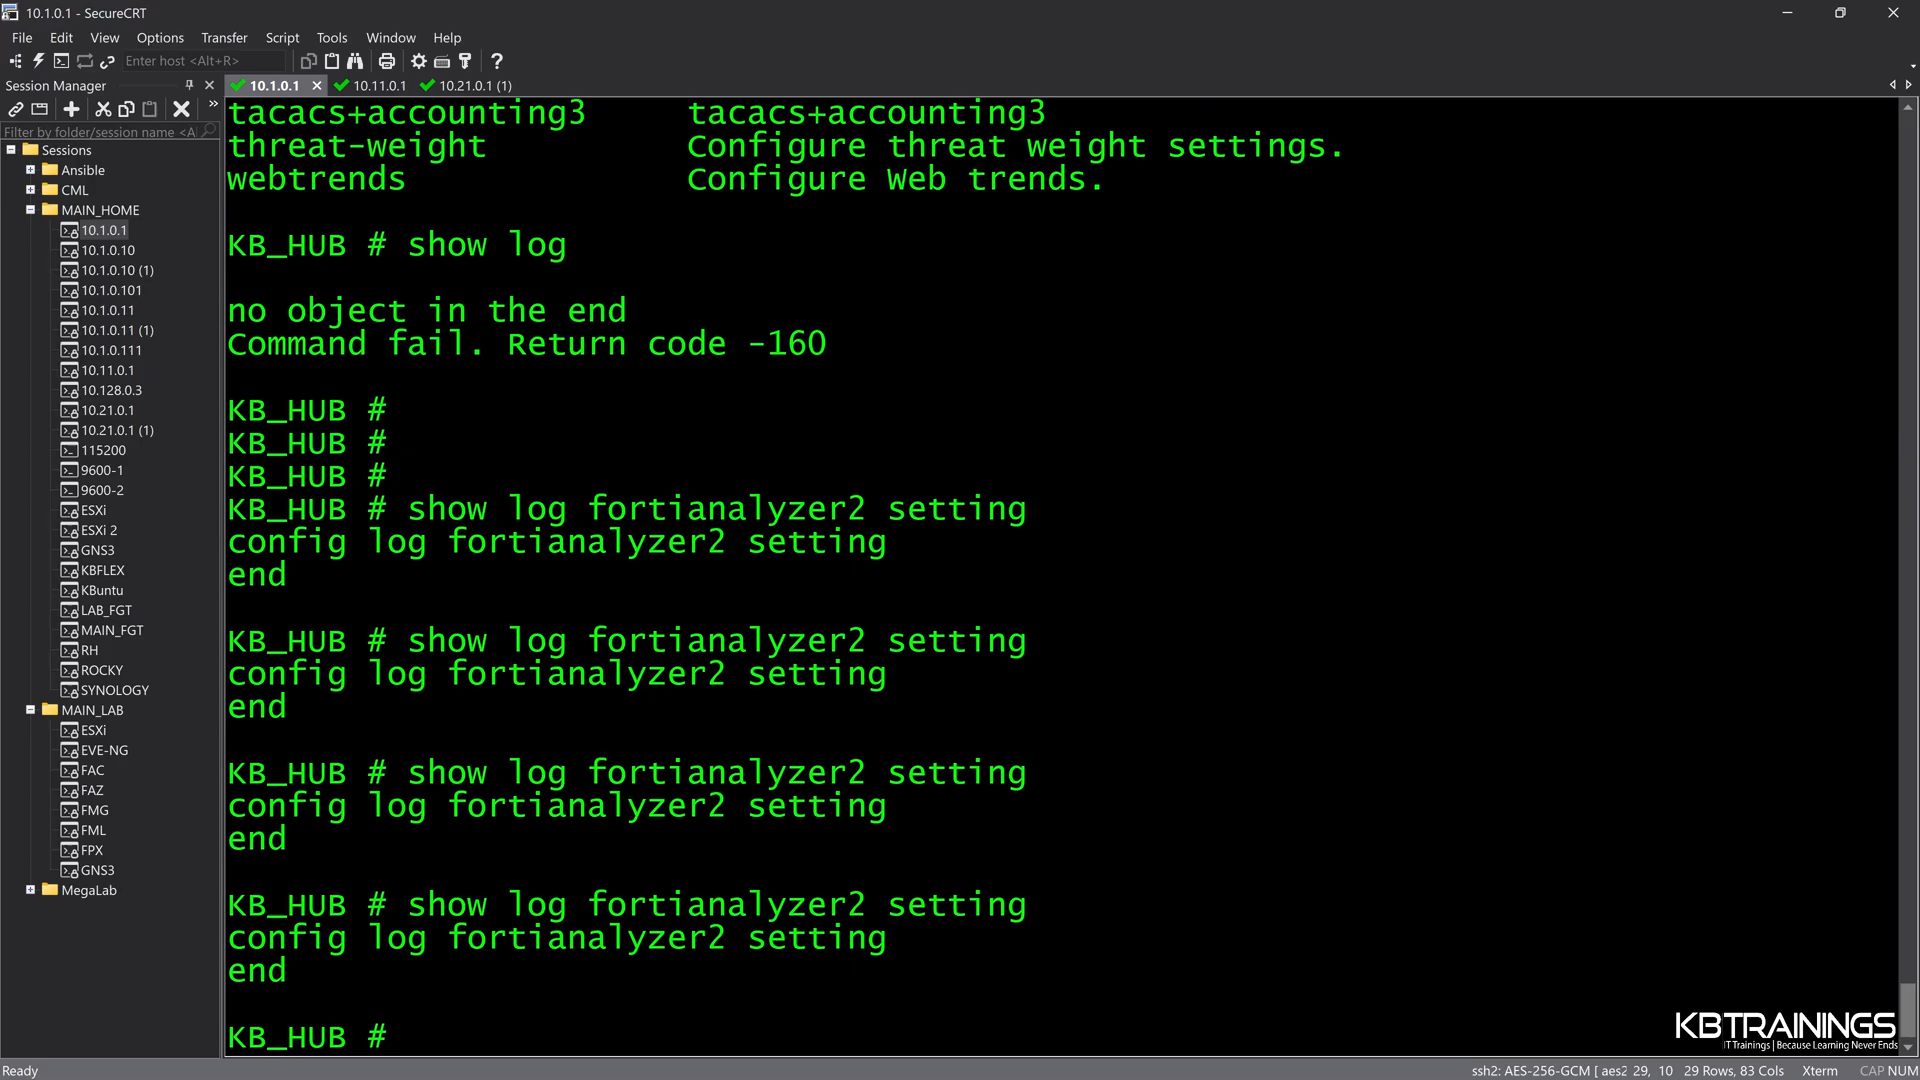 10.1.0.1 - SecureCRT
File Edit View Options Transfer Script Tools Window Help
Enter host <Alt+R>
Session Manager
10.1.0.1
10.11.0.1
10.21.0.1 (1)
Filter by folder/session name <A
Sessions
Ansible
CML
MAIN_HOME
10.1.0.1
10.1.0.10
10.1.0.10 (1)
10.1.0.101
10.1.0.11
10.1.0.11 (1)
10.1.0.111
10.11.0.1
10.128.0.3
10.21.0.1
10.21.0.1 (1)
115200
9600-1
9600-2
ESXi
ESXi 2
GNS3
KBFLEX
KBuntu
LAB_FGT
MAIN_FGT
RH
ROCKY
SYNOLOGY
MAIN_LAB
ESXi
EVE-NG
FAC
FAZ
FMG
FML
FPX
GNS3
MegaLab
tacacs+accounting3 tacacs+accounting3
threat-weight Configure threat weight settings.
webtrends Configure Web trends.
KB_HUB # show log
no object in the end
Command fail. Return code -160
KB_HUB #
KB_HUB #
KB_HUB #
KB_HUB # show log fortianalyzer2 setting
config log fortianalyzer2 setting
end
KB_HUB # show log fortianalyzer2 setting
config log fortianalyzer2 setting
end
KB_HUB # show log fortianalyzer2 setting
config log fortianalyzer2 setting
end
KB_HUB # show log fortianalyzer2 setting
config log fortianalyzer2 setting
end
KB_HUB #
KBTRAININGS
IT Trainings | Because Learning Never Ends
Ready
ssh2: AES-256-GCM [ aes2 29, 10 29 Rows, 83 Cols Xterm CAP NUM